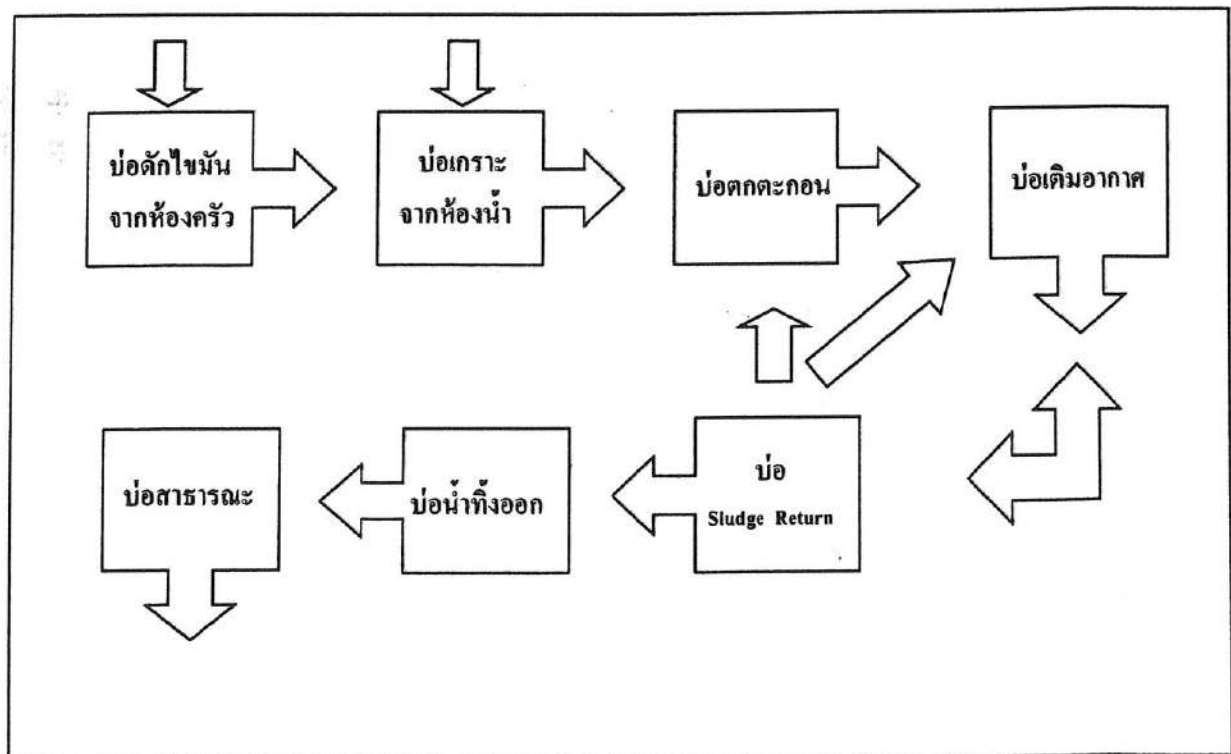 บ่อดักไขมัน
จากห้องครัว
บ่อเกราะ
จากห้องน้ำ
บ่อตกตะกอน
บ่อเติมอากาศ
บ่อสาธารณะ
บ่อน้ำทิ้งออก
บ่อ
Sludge Return